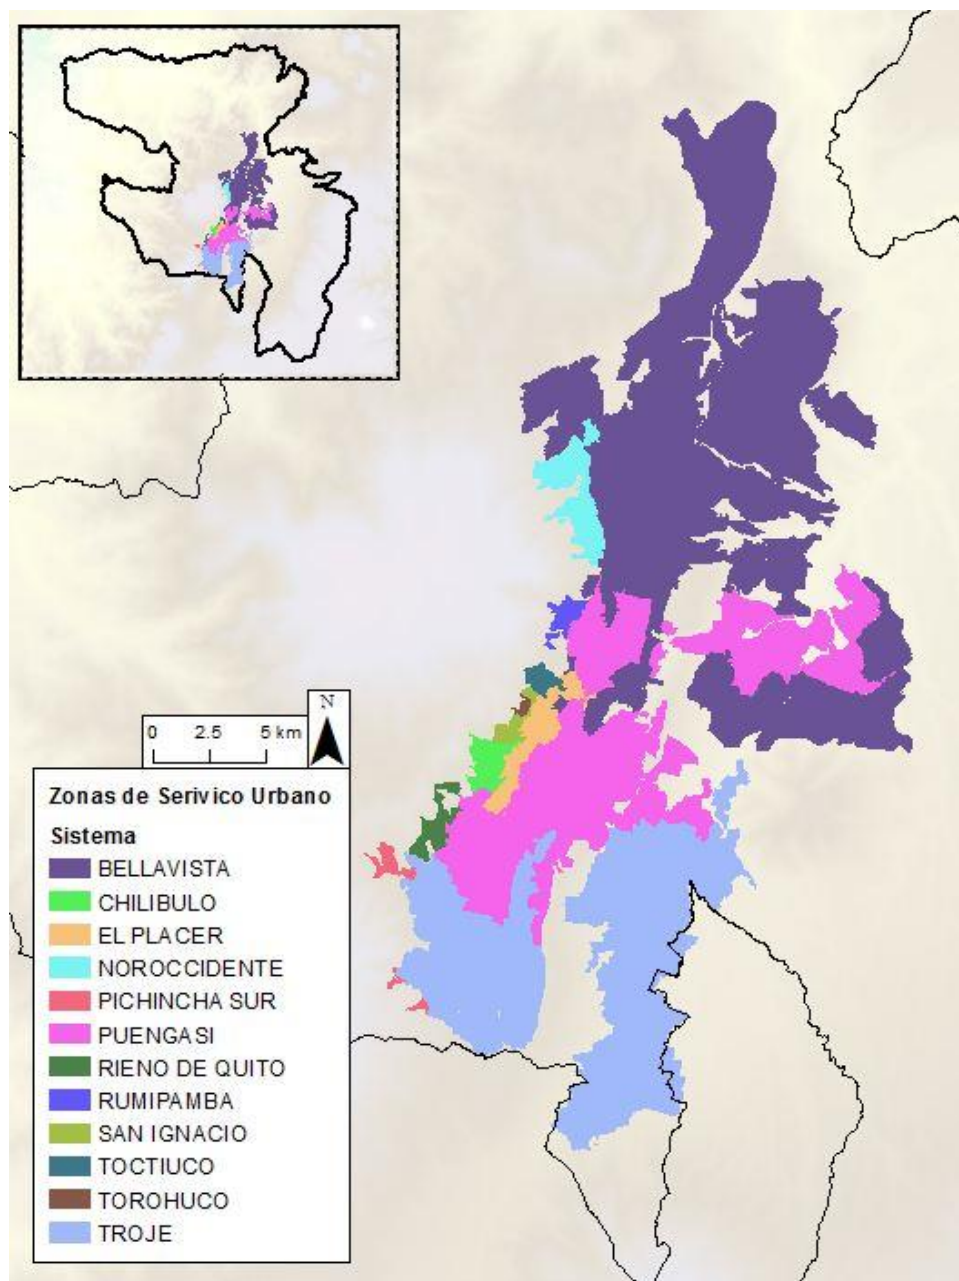 N
0 2.5 5 km
Zonas de Serivico Urbano
Sistema
BELLAVISTA
CHILIBULO
EL PLACER
NOROCCIDENTE
PICHINCHA SUR
PUENGASI
RIENO DE QUITO
RUMIPAMBA
SAN IGNACIO
TOCTIUCO
TOROHUCO
TROJE